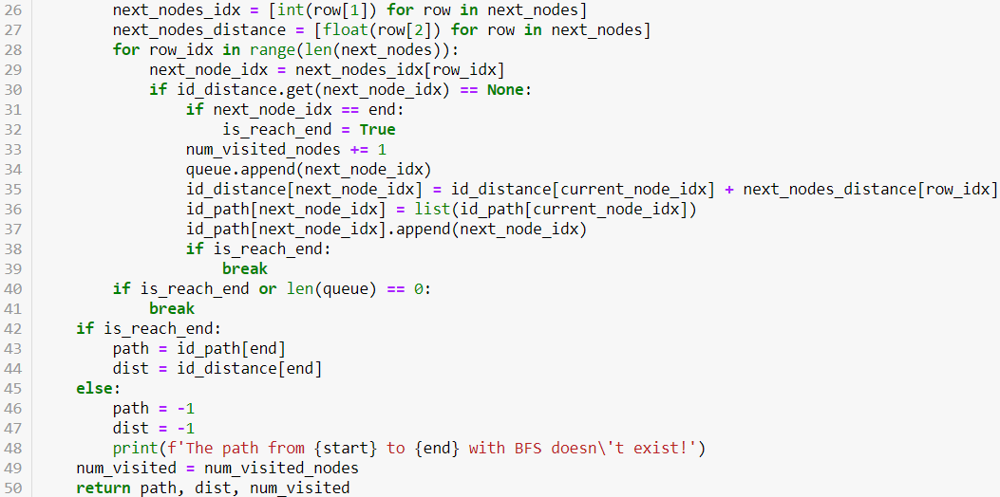 26 next_nodes_idx = [int(row[1]) for row in next_nodes]
27 next_nodes_distance = [float(row[2]) for row in next_nodes]
28 for row_idx in range(len(next_nodes)):
29 next_node_idx = next_nodes_idx[row_idx]
30 if id_distance.get(next_node_idx) == None:
31 if next_node_idx == end:
32 is_reach_end = True
33 num_visited_nodes += 1
34 queue.append(next_node_idx)
35 id_distance[next_node_idx] = id_distance[current_node_idx] + next_nodes_distance[row_idx]
36 id_path[next_node_idx] = list(id_path[current_node_idx])
37 id_path[next_node_idx].append(next_node_idx)
38 if is_reach_end:
39 break
40 if is_reach_end or len(queue) == 0:
41 break
42 if is_reach_end:
43 path = id_path[end]
44 dist = id_distance[end]
45 else:
46 path = -1
47 dist = -1
48 print(f'The path from {start} to {end} with BFS doesn\'t exist!')
49 num_visited = num_visited_nodes
50 return path, dist, num_visited